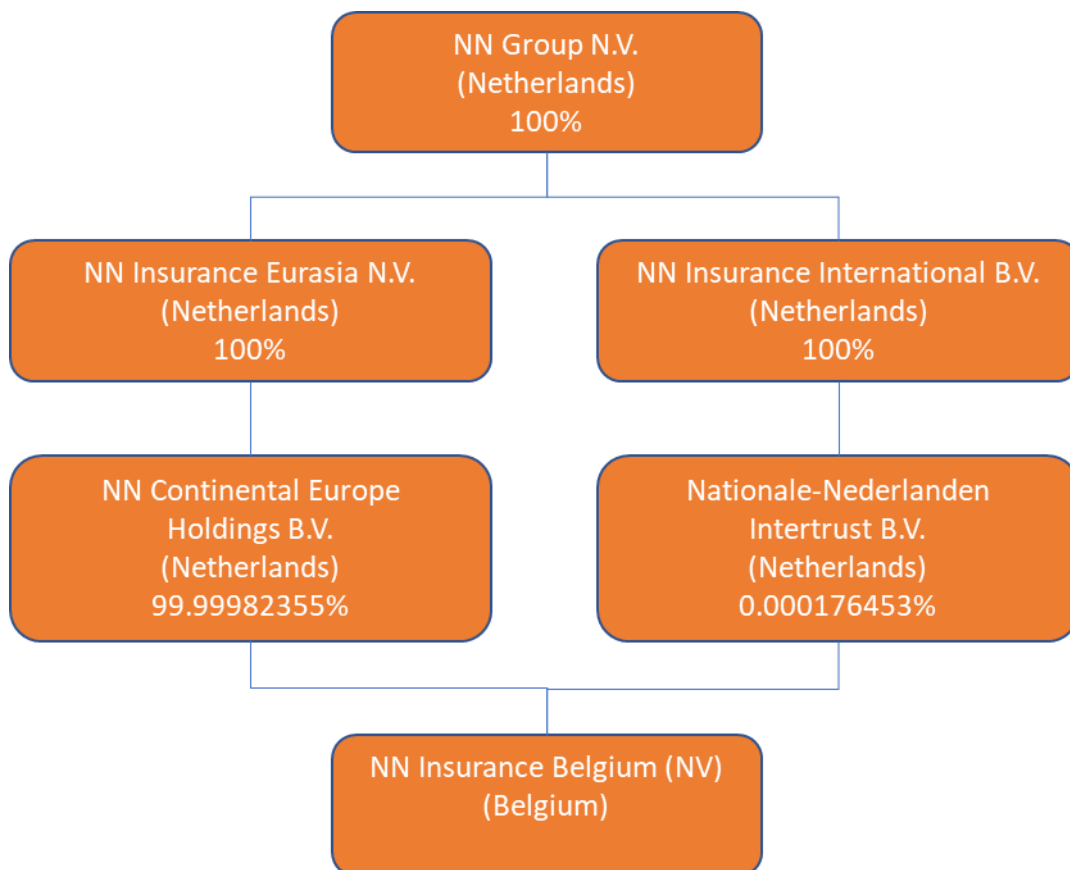 NN Group N.V.
(Netherlands)
100%
NN Insurance Eurasia N.V.
(Netherlands)
100%
NN Insurance International B.V.
(Netherlands)
100%
NN Continental Europe
Holdings B.V.
(Netherlands)
99.99982355%
Nationale-Nederlanden
Intertrust B.V.
(Netherlands)
0.000176453%
NN Insurance Belgium (NV)
(Belgium)